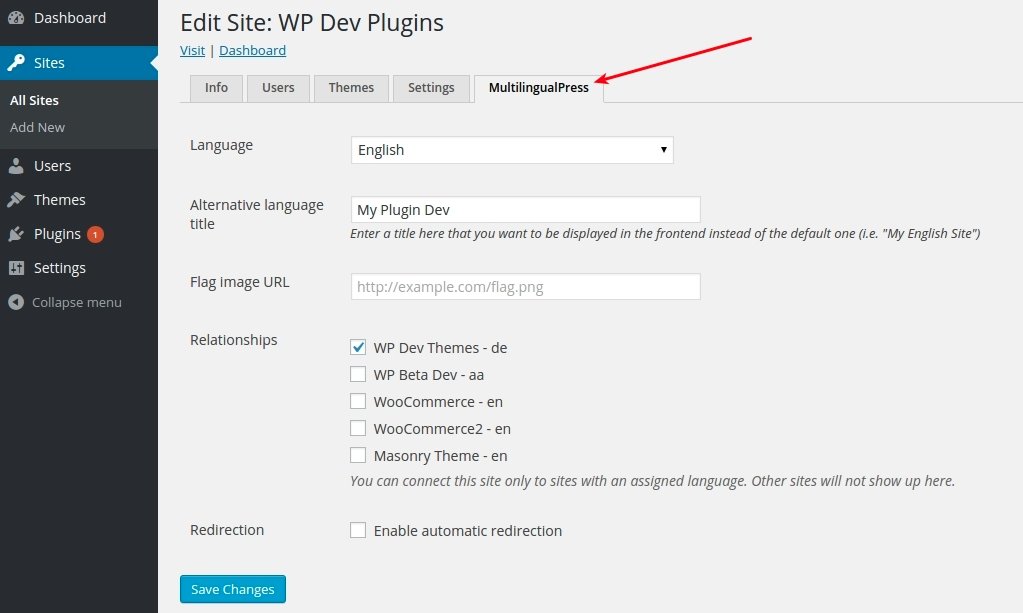 Dashboard
Sites
All Sites
Add New
Users
Themes
Plugins 1
Settings
Collapse menu
Edit Site: WP Dev Plugins
Visit | Dashboard
Info Users Themes Settings MultilingualPress
Language
English
Alternative language
title
My Plugin Dev
Enter a title here that you want to be displayed in the frontend instead of the default one (i.e. "My English Site")
Flag image URL
http://example.com/flag.png
Relationships
WP Dev Themes - de
WP Beta Dev - aa
WooCommerce - en
WooCommerce2 - en
Masonry Theme - en
You can connect this site only to sites with an assigned language. Other sites will not show up here.
Redirection
Enable automatic redirection
Save Changes